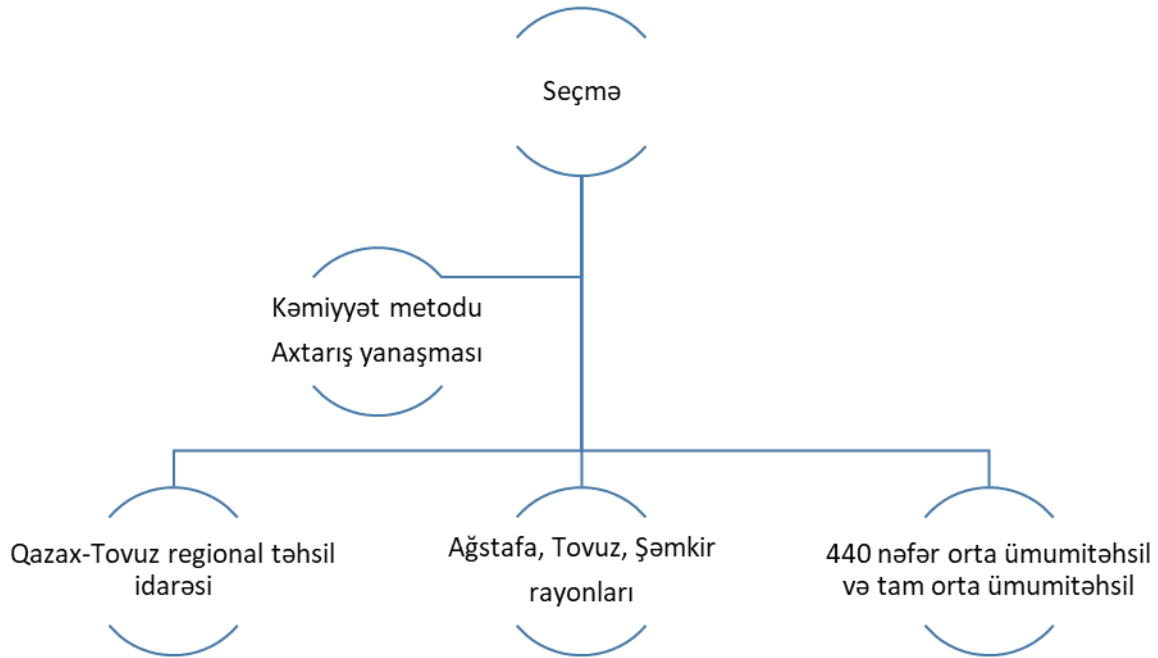 Seçmə
Kəmiyyət metodu
Axtarış yanaşması
Qazax-Tovuz regional təhsil
idarəsi
Ağstafa, Tovuz, Şəmkir
rayonları
440 nəfər orta ümumitəhsil
və tam orta ümumitəhsil